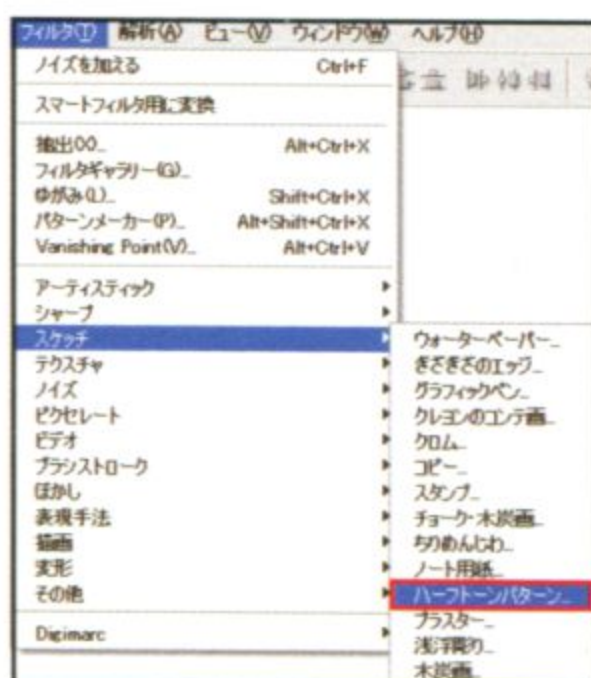 フィルタ(T) 解析(A) ビュー(V) ウィンドウ(W) ヘルプ(H)
ノイズを加える Ctrl+F
スマートフィルタ用に変換
抽出(X)... Alt+Ctrl+X
フィルタギャラリー(G)...
ゆがみ(L)... Shift+Ctrl+X
パターンメーカー(P)... Alt+Shift+Ctrl+X
Vanishing Point(V)... Alt+Ctrl+V
アーティスティック
シャープ
スケッチ
テクスチャ
ノイズ
ピクセレート
ビデオ
ブラシストローク
ぼかし
表現手法
描画
変形
その他
Digimarc
ウォーターペーパー...
ぎざぎざのエッジ...
グラフィックペン...
クレヨンのコンテ画...
クロム...
コピー...
スタンプ...
チョーク・木炭画...
ちりめんじわ...
ノート用紙...
ハーフトーンパターン...
プラスター...
浅浮彫り...
木炭画...